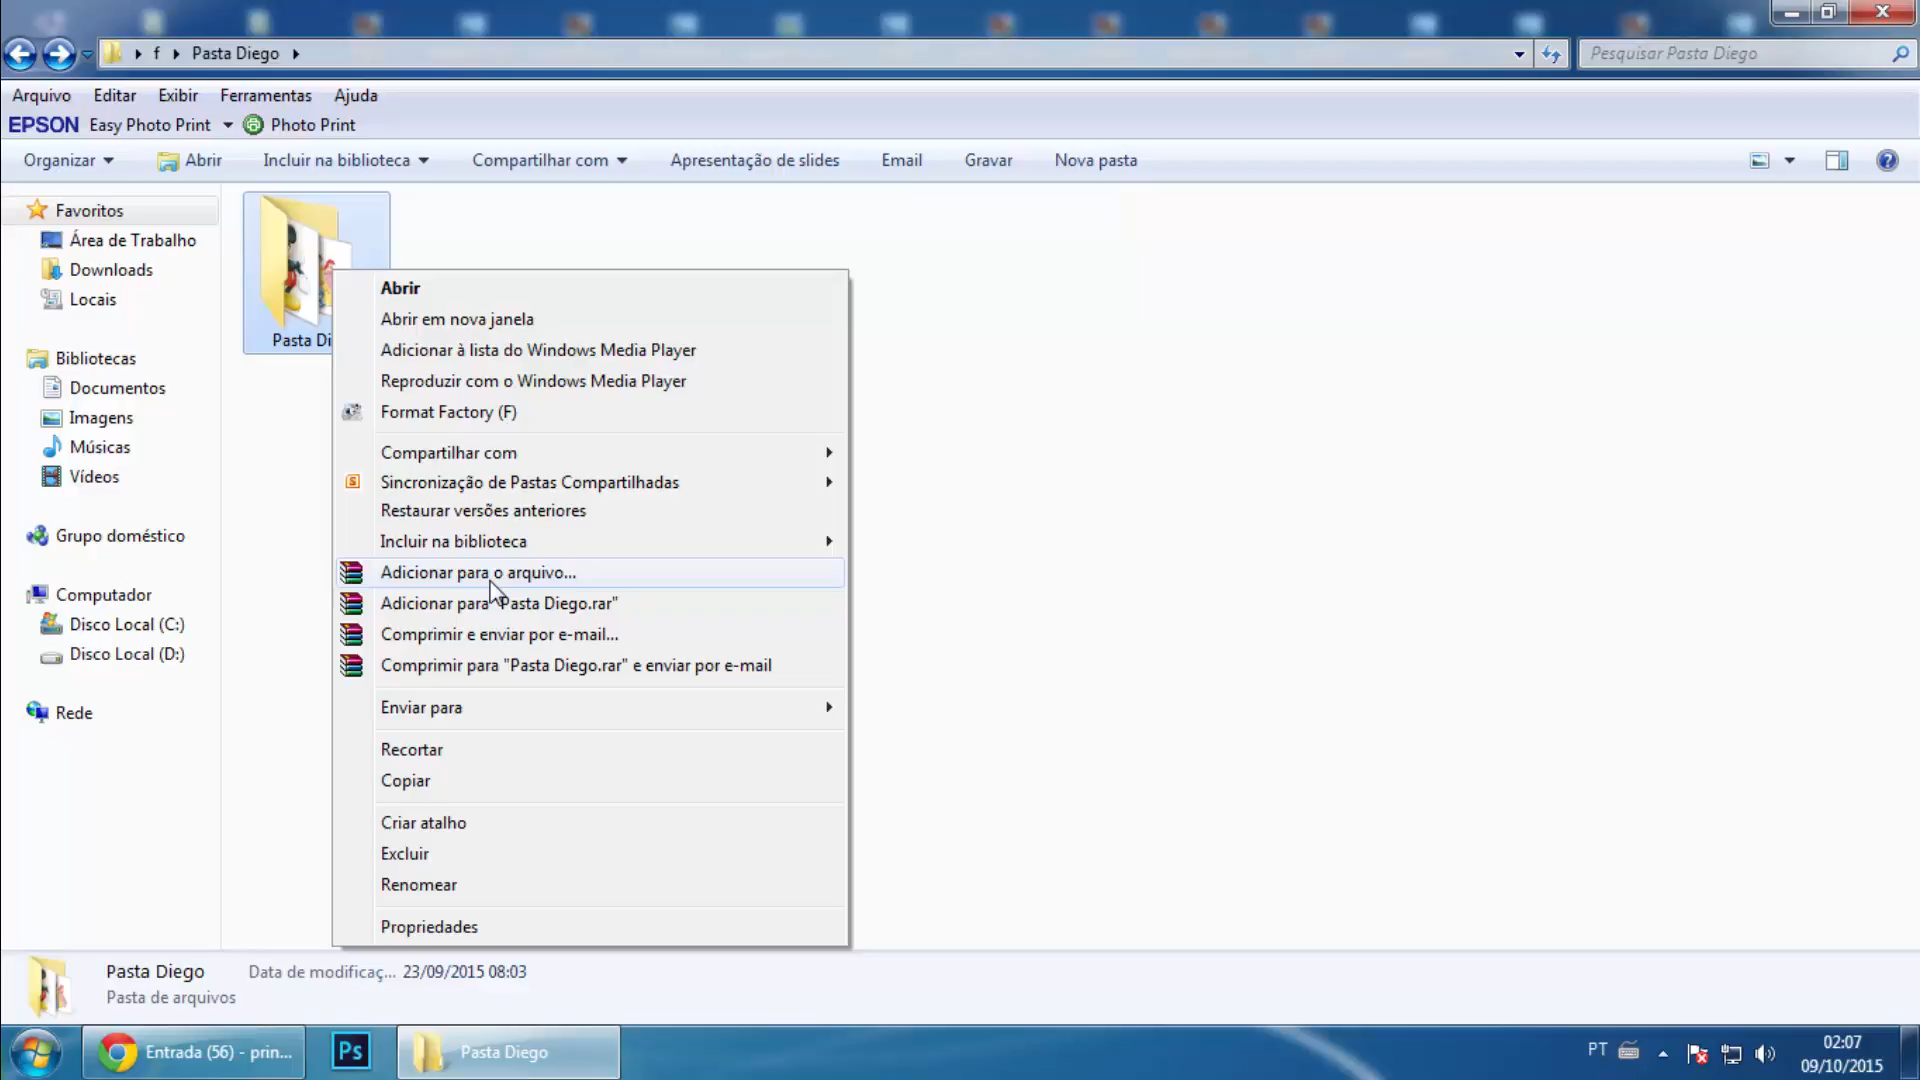 f Pasta Diego
Pesquisar Pasta Diego
Arquivo Editar Exibir Ferramentas Ajuda
EPSON Easy Photo Print Photo Print
Organizar Abrir Incluir na biblioteca Compartilhar com Apresentação de slides Email Gravar Nova pasta
Favoritos
Área de Trabalho
Downloads
Locais
Bibliotecas
Documentos
Imagens
Músicas
Vídeos
Grupo doméstico
Computador
Disco Local (C:)
Disco Local (D:)
Rede
Pasta Di
Abrir
Abrir em nova janela
Adicionar à lista do Windows Media Player
Reproduzir com o Windows Media Player
Format Factory (F)
Compartilhar com
Sincronização de Pastas Compartilhadas
Restaurar versões anteriores
Incluir na biblioteca
Adicionar para o arquivo...
Adicionar para "Pasta Diego.rar"
Comprimir e enviar por e-mail...
Comprimir para "Pasta Diego.rar" e enviar por e-mail
Enviar para
Recortar
Copiar
Criar atalho
Excluir
Renomear
Propriedades
Pasta Diego Data de modificaç... 23/09/2015 08:03
Pasta de arquivos
Entrada (56) - prin...
Ps
Pasta Diego
PT
02:07
09/10/2015